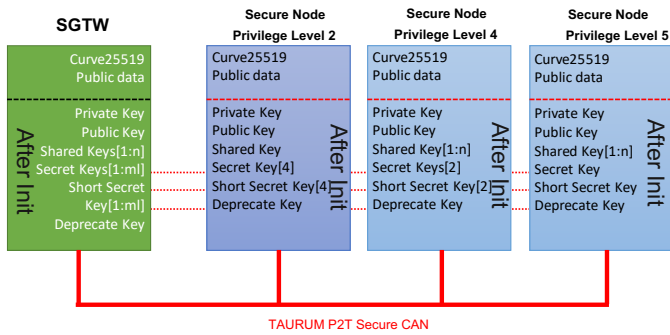 SGTW
Curve25519
Public data
After Init
Private Key
Public Key
Shared Keys[1:n]
Secret Keys[1:ml]
Short Secret
Key[1:ml]
Deprecate Key
Secure Node
Privilege Level 2
Curve25519
Public data
Private Key
Public Key
Shared Key
Secret Key[4]
Short Secret Key[4]
Deprecate Key
After Init
Secure Node
Privilege Level 4
Curve25519
Public data
Private Key
Public Key
Shared Key[1:n]
Secret Keys[2]
Short Secret Key[2]
Deprecate Key
After Init
Secure Node
Privilege Level 5
Curve25519
Public data
Private Key
Public Key
Shared Key[1:n]
Secret Key
Short Secret Key
Deprecate Key
After Init
TAURUM P2T Secure CAN